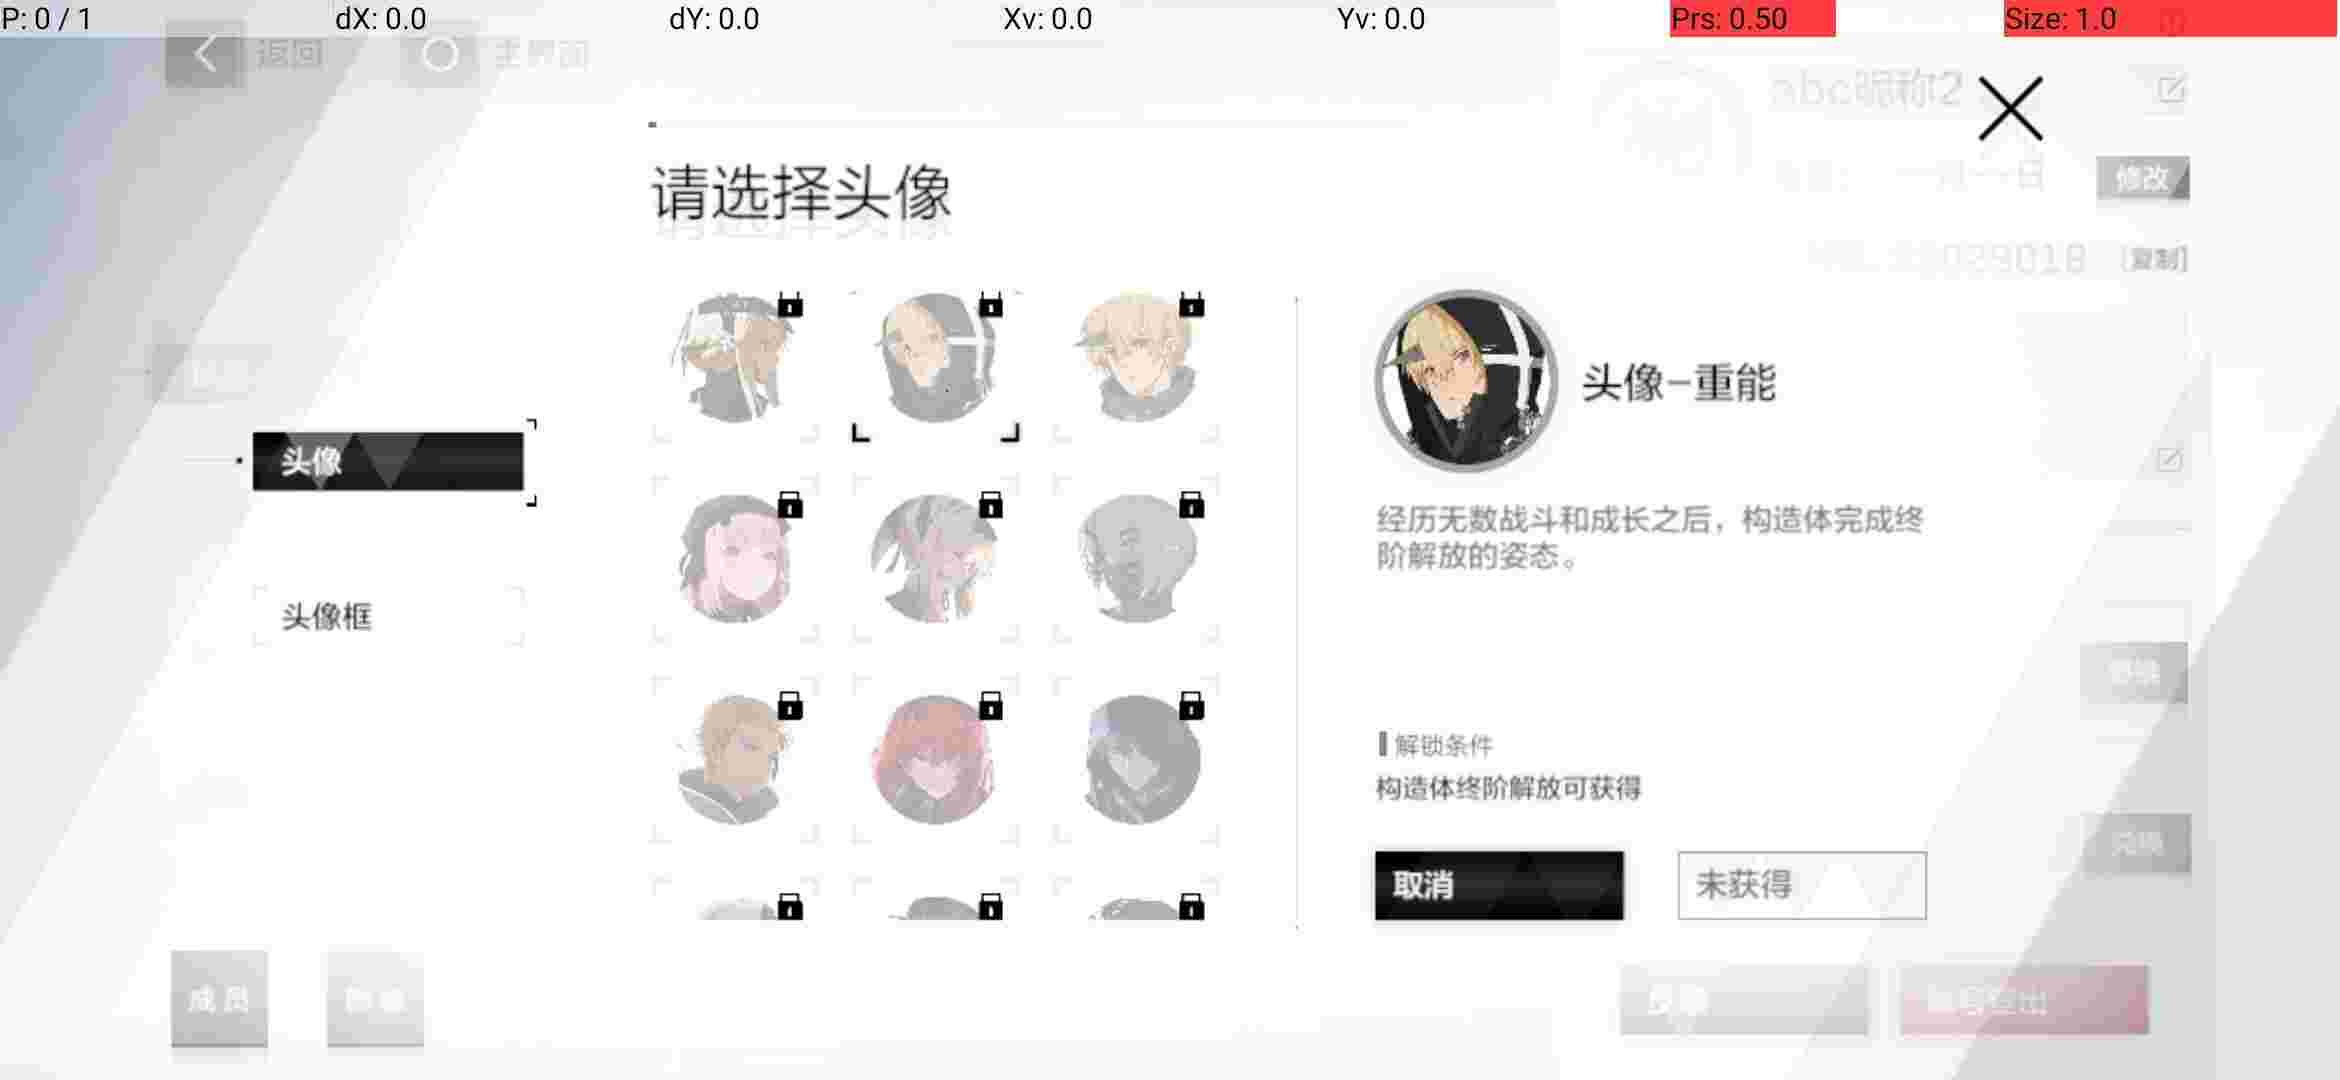 P: 0 / 1
dX: 0.0
dY: 0.0
Xv: 0.0
Yv: 0.0
Prs: 0.50
Size: 1.0
返回
主界面
abc昵称2
请选择头像
修改
[复制]
头像
头像框
头像-重能
经历无数战斗和成长之后，构造体完成终
阶解放的姿态。
解锁条件
构造体终阶解放可获得
取消
未获得
兑换
成员